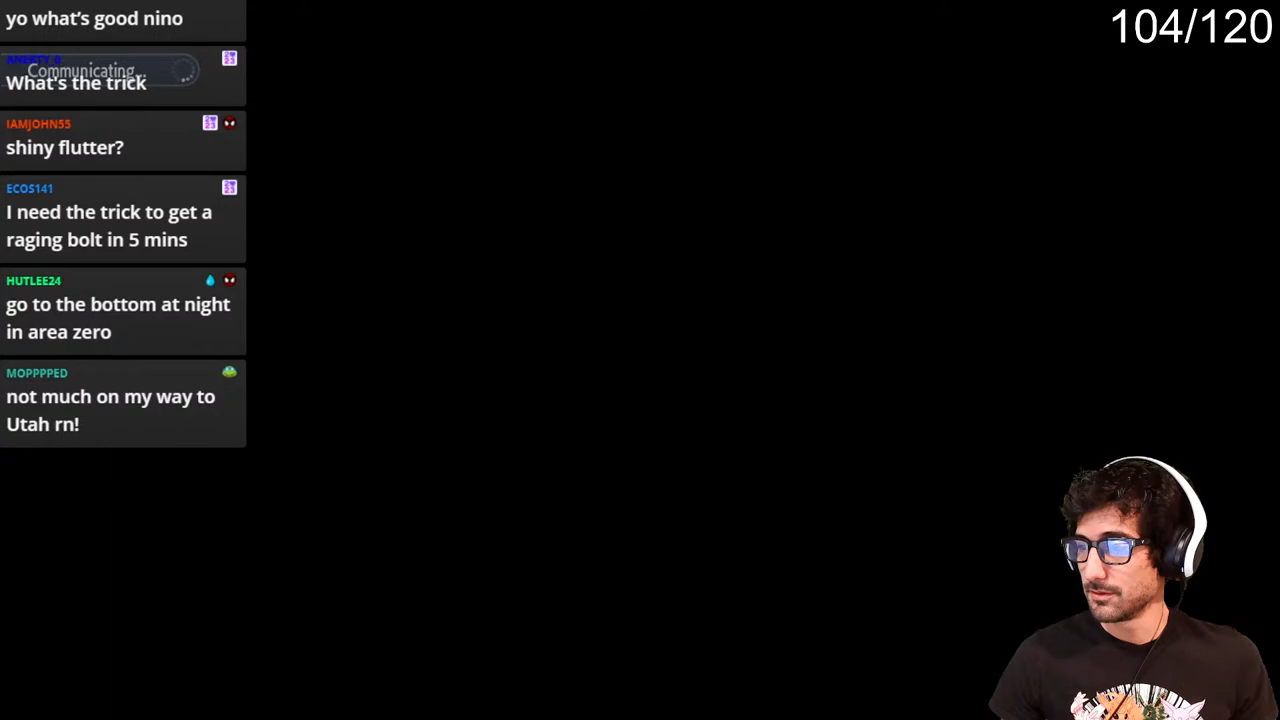 yo what's good nino
104/120
ANERTY_0
Communicating...
What's the trick
IAMJOHN55
shiny flutter?
ECOS141
I need the trick to get a
raging bolt in 5 mins
HUTLEE24
go to the bottom at night
in area zero
MOPPPPED
not much on my way to
Utah rn!